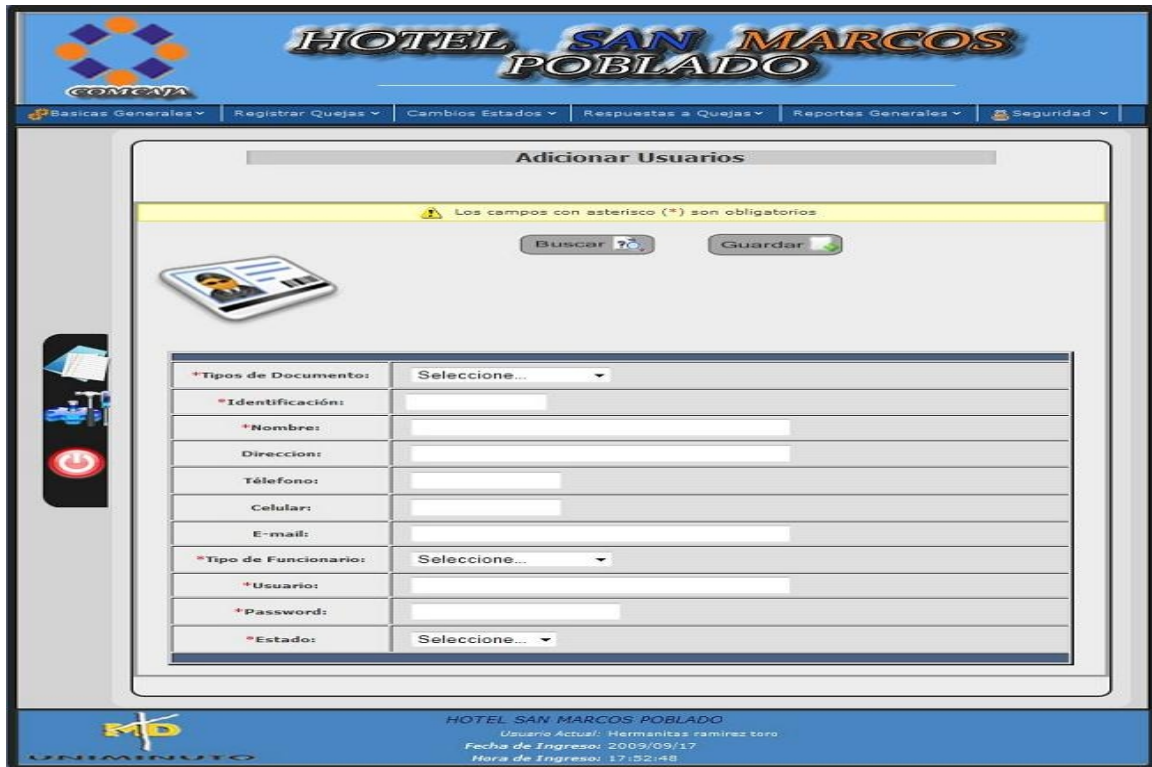 HOTEL SAN MARCOS
POBLADO
COMCAJA
Basicas Generales Registrar Quejas Cambios Estados Respuestas a Quejas Reportes Generales Seguridad
Adicionar Usuarios
Los campos con asterisco (*) son obligatorios
Buscar Guardar
*Tipos de Documento: Seleccione...
*Identificación:
*Nombre:
Direccion:
Télefono:
Celular:
E-mail:
*Tipo de Funcionario: Seleccione...
*Usuario:
*Password:
*Estado: Seleccione...
HOTEL SAN MARCOS POBLADO
Usuario Actual: Hermanitas ramirez toro
Fecha de Ingreso: 2009/09/17
Hora de Ingreso: 17:52:48
MD
UNIMINUTO